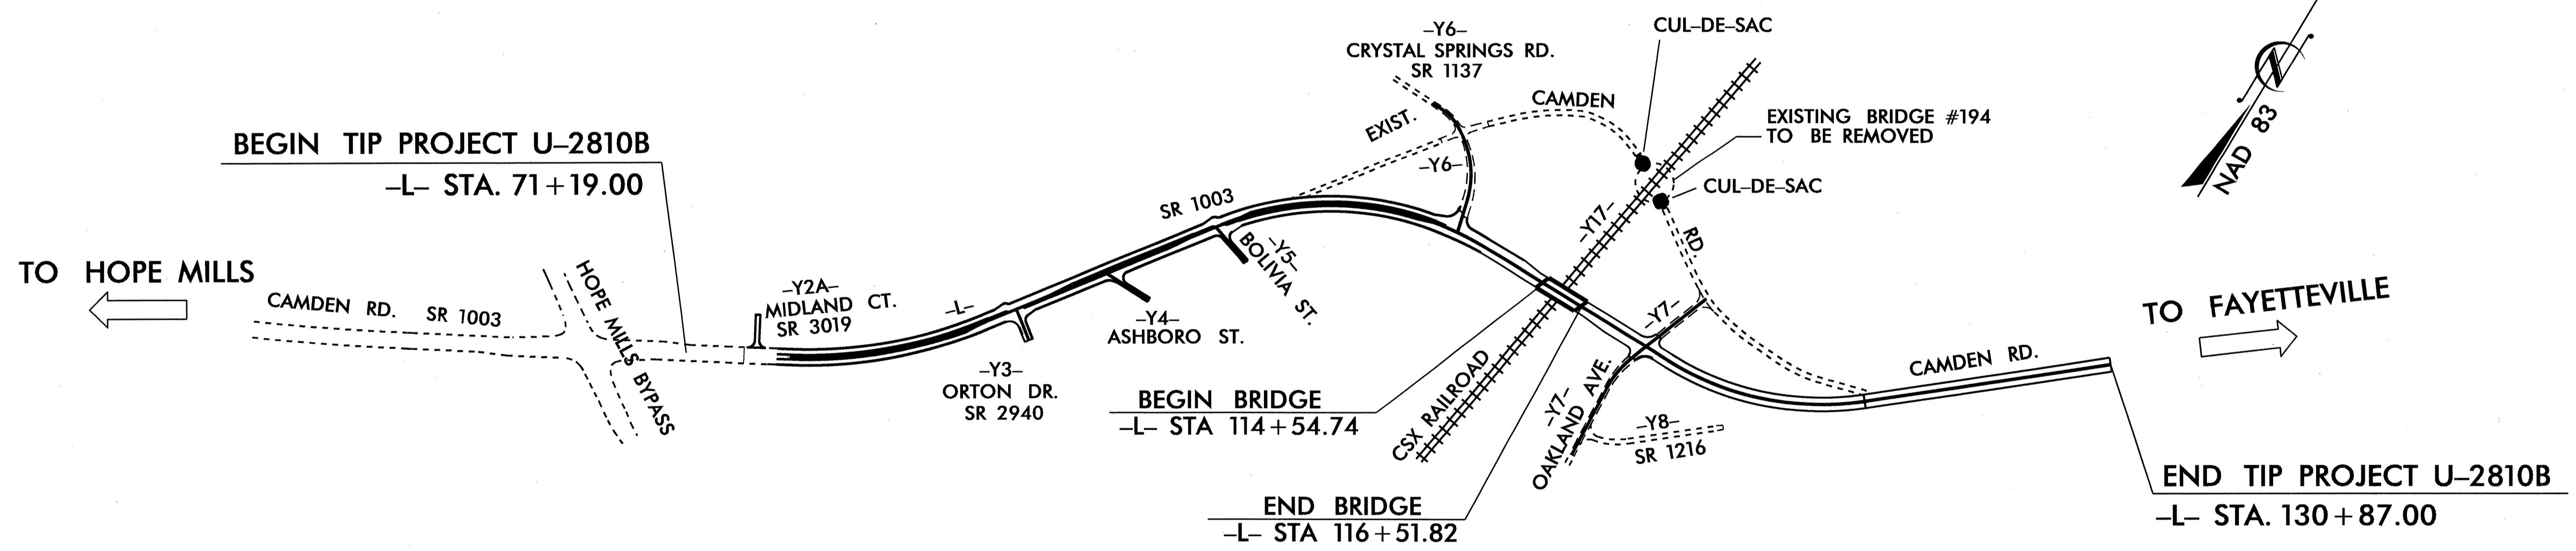 –Y6–
CRYSTAL SPRINGS RD.
SR 1137
CUL–DE–SAC
CAMDEN
EXIST.
–Y6–
EXISTING BRIDGE #194
TO BE REMOVED
CUL–DE–SAC
NAD 83
N
BEGIN TIP PROJECT U–2810B
–L– STA. 71+19.00
SR 1003
–Y17–
RD.
TO HOPE MILLS
CAMDEN RD. SR 1003
HOPE MILLS BYPASS
–Y2A–
MIDLAND CT.
SR 3019
–L–
–Y5–
BOLIVIA ST.
–Y4–
ASHBORO ST.
–Y3–
ORTON DR.
SR 2940
–Y7–
TO FAYETTEVILLE
CAMDEN RD.
BEGIN BRIDGE
–L– STA 114+54.74
CSX RAILROAD
–Y7–
OAKLAND AVE.
–Y8–
SR 1216
END BRIDGE
–L– STA 116+51.82
END TIP PROJECT U–2810B
–L– STA. 130+87.00